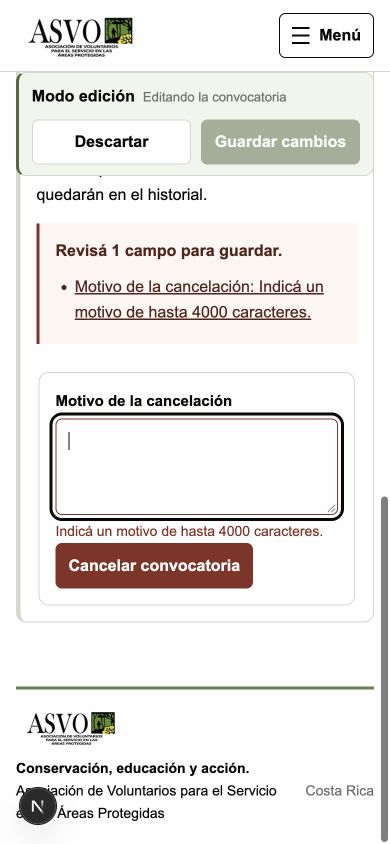 ASVO
ASOCIACIÓN DE VOLUNTARIOS
PARA EL SERVICIO EN LAS
ÁREAS PROTEGIDAS
Menú
Modo edición Editando la convocatoria
Descartar
Guardar cambios
quedarán en el historial.
Revisá 1 campo para guardar.
• Motivo de la cancelación: Indicá un
motivo de hasta 4000 caracteres.
Motivo de la cancelación
Indicá un motivo de hasta 4000 caracteres.
Cancelar convocatoria
ASVO
ASOCIACIÓN DE VOLUNTARIOS
PARA EL SERVICIO EN LAS
ÁREAS PROTEGIDAS
Conservación, educación y acción.
Asociación de Voluntarios para el Servicio
Costa Rica
Áreas Protegidas
N